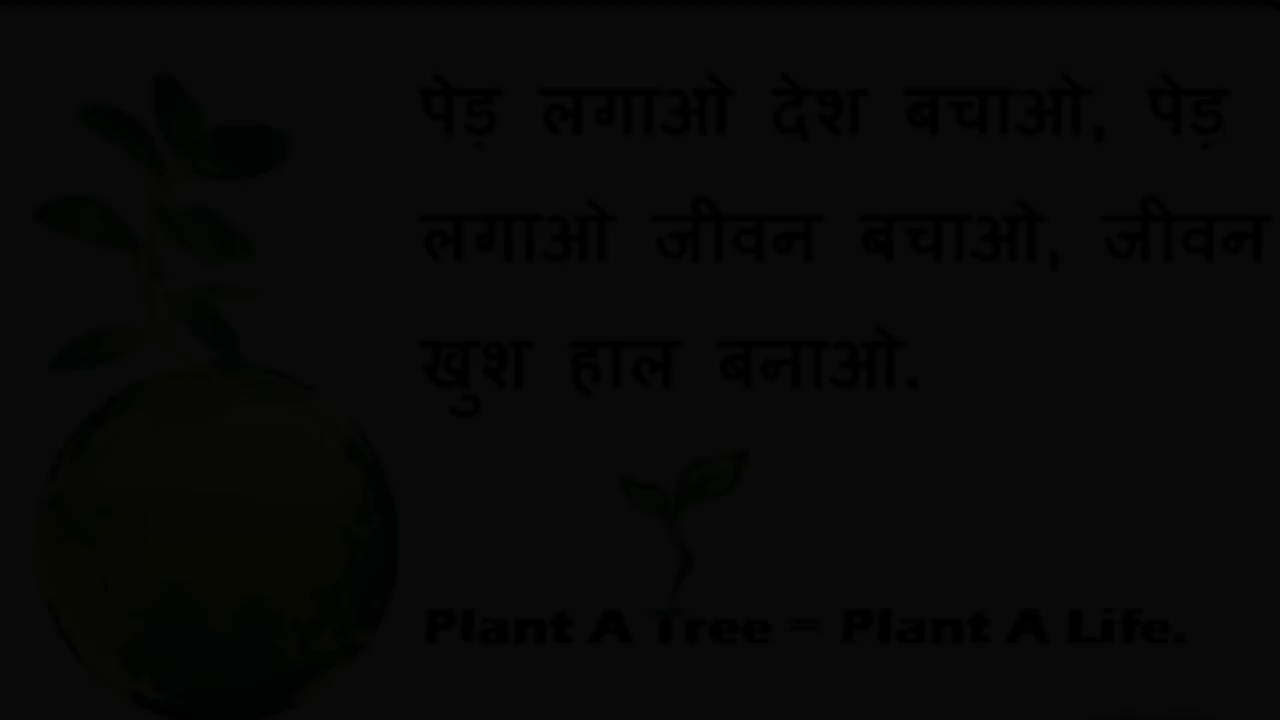 पेड़ लगाओ देश बचाओ, पेड़
लगाओ जीवन बचाओ, जीवन
खुश हाल बनाओ.
Plant A Tree = Plant A Life.